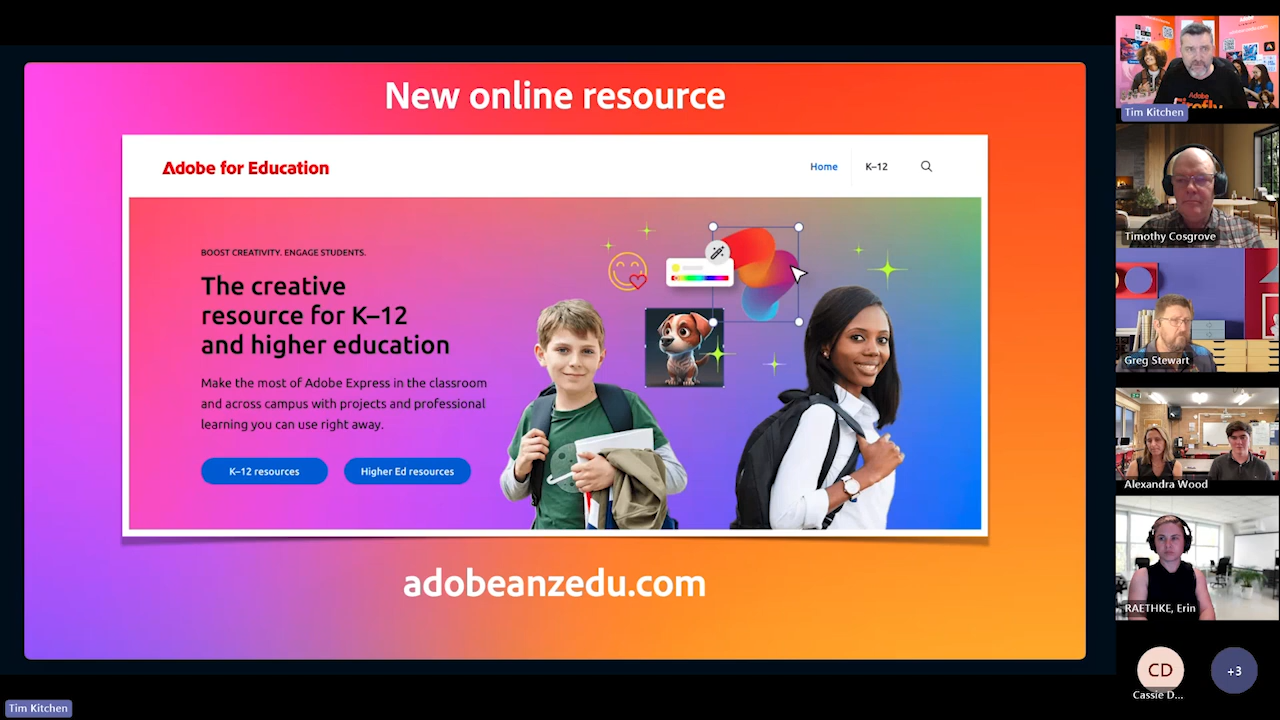 New online resource
Adobe for Education
Home
K–12
BOOST CREATIVITY. ENGAGE STUDENTS.
The creative
resource for K–12
and higher education
Make the most of Adobe Express in the classroom
and across campus with projects and professional
learning you can use right away.
K–12 resources
Higher Ed resources
adobeanzedu.com
Tim Kitchen
Adobe
Firefly
Tim Kitchen
Timothy Cosgrove
Greg Stewart
Alexandra Wood
RAETHKE, Erin
CD
Cassie D...
+3